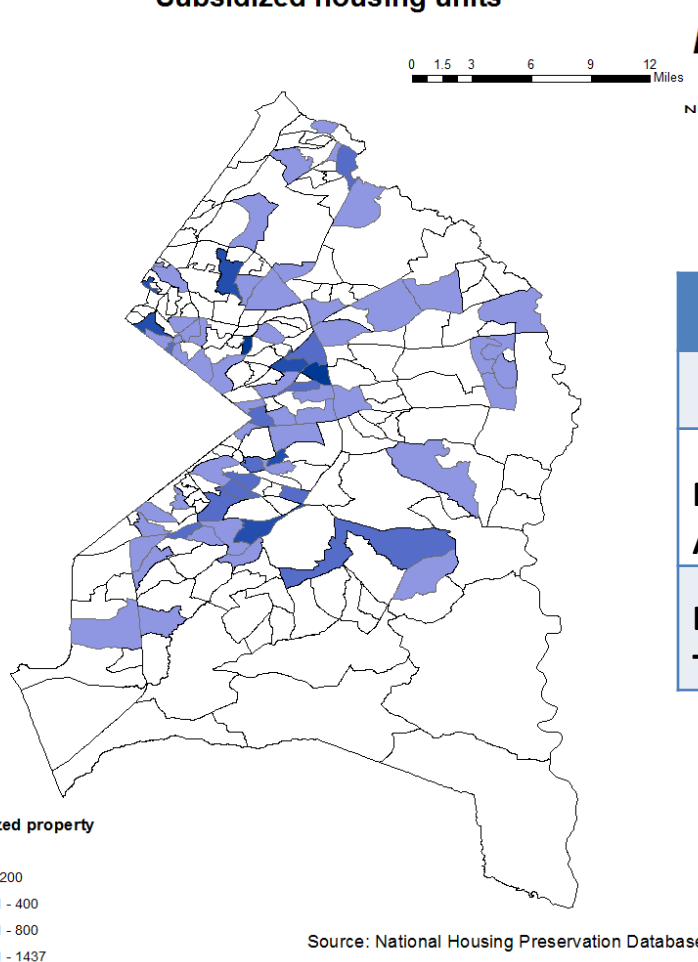 Subsidized housing units
0 1.5 3 6 9 12
Miles
N
zed property
200
- 400
- 800
- 1437
Source: National Housing Preservation Database